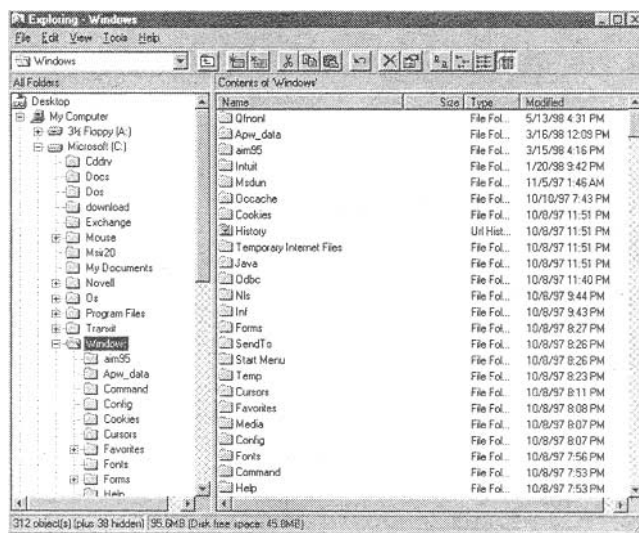 Exploring - Windows
File Edit View Tools Help
Windows
All Folders
Contents of 'Windows'
Desktop
My Computer
3½ Floppy (A:)
Microsoft (C:)
Cddrv
Docs
Dos
download
Exchange
Mouse
Msie20
My Documents
Novell
Os
Program Files
Tranxit
Windows
aim95
Apw_data
Command
Config
Cookies
Cursors
Favorites
Fonts
Forms
Help
Name Size Type Modified
Qfnonl File Fol... 5/13/98 4:31 PM
Apw_data File Fol... 3/16/98 12:09 PM
aim95 File Fol... 3/15/98 4:16 PM
Intuit File Fol... 1/20/98 9:42 PM
Msdun File Fol... 11/5/97 1:46 AM
Occache File Fol... 10/10/97 7:43 PM
Cookies File Fol... 10/8/97 11:51 PM
History Url Hist... 10/8/97 11:51 PM
Temporary Internet Files File Fol... 10/8/97 11:51 PM
Java File Fol... 10/8/97 11:51 PM
Odbc File Fol... 10/8/97 11:40 PM
Nls File Fol... 10/8/97 9:44 PM
Inf File Fol... 10/8/97 9:43 PM
Forms File Fol... 10/8/97 8:27 PM
SendTo File Fol... 10/8/97 8:26 PM
Start Menu File Fol... 10/8/97 8:26 PM
Temp File Fol... 10/8/97 8:23 PM
Cursors File Fol... 10/8/97 8:11 PM
Favorites File Fol... 10/8/97 8:08 PM
Media File Fol... 10/8/97 8:07 PM
Config File Fol... 10/8/97 8:07 PM
Fonts File Fol... 10/8/97 7:56 PM
Command File Fol... 10/8/97 7:53 PM
Help File Fol... 10/8/97 7:53 PM
312 object(s) (plus 38 hidden) 95.6MB (Disk free space: 45.8MB)